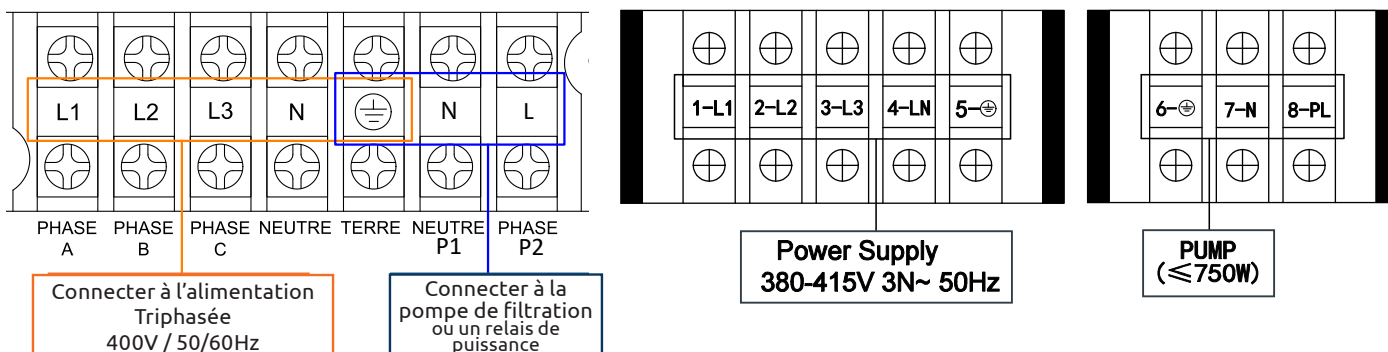 L1 L2 L3 N N L
PHASE A
PHASE B
PHASE C
NEUTRE
TERRE
NEUTRE P1
PHASE P2
Connecter à l’alimentation
Triphasée
400V / 50/60Hz
Connecter à la
pompe de filtration
ou un relais de
puissance
1-L1 2-L2 3-L3 4-LN 5-⏚
Power Supply
380-415V 3N~ 50Hz
6-⏚ 7-N 8-PL
PUMP
(≤750W)